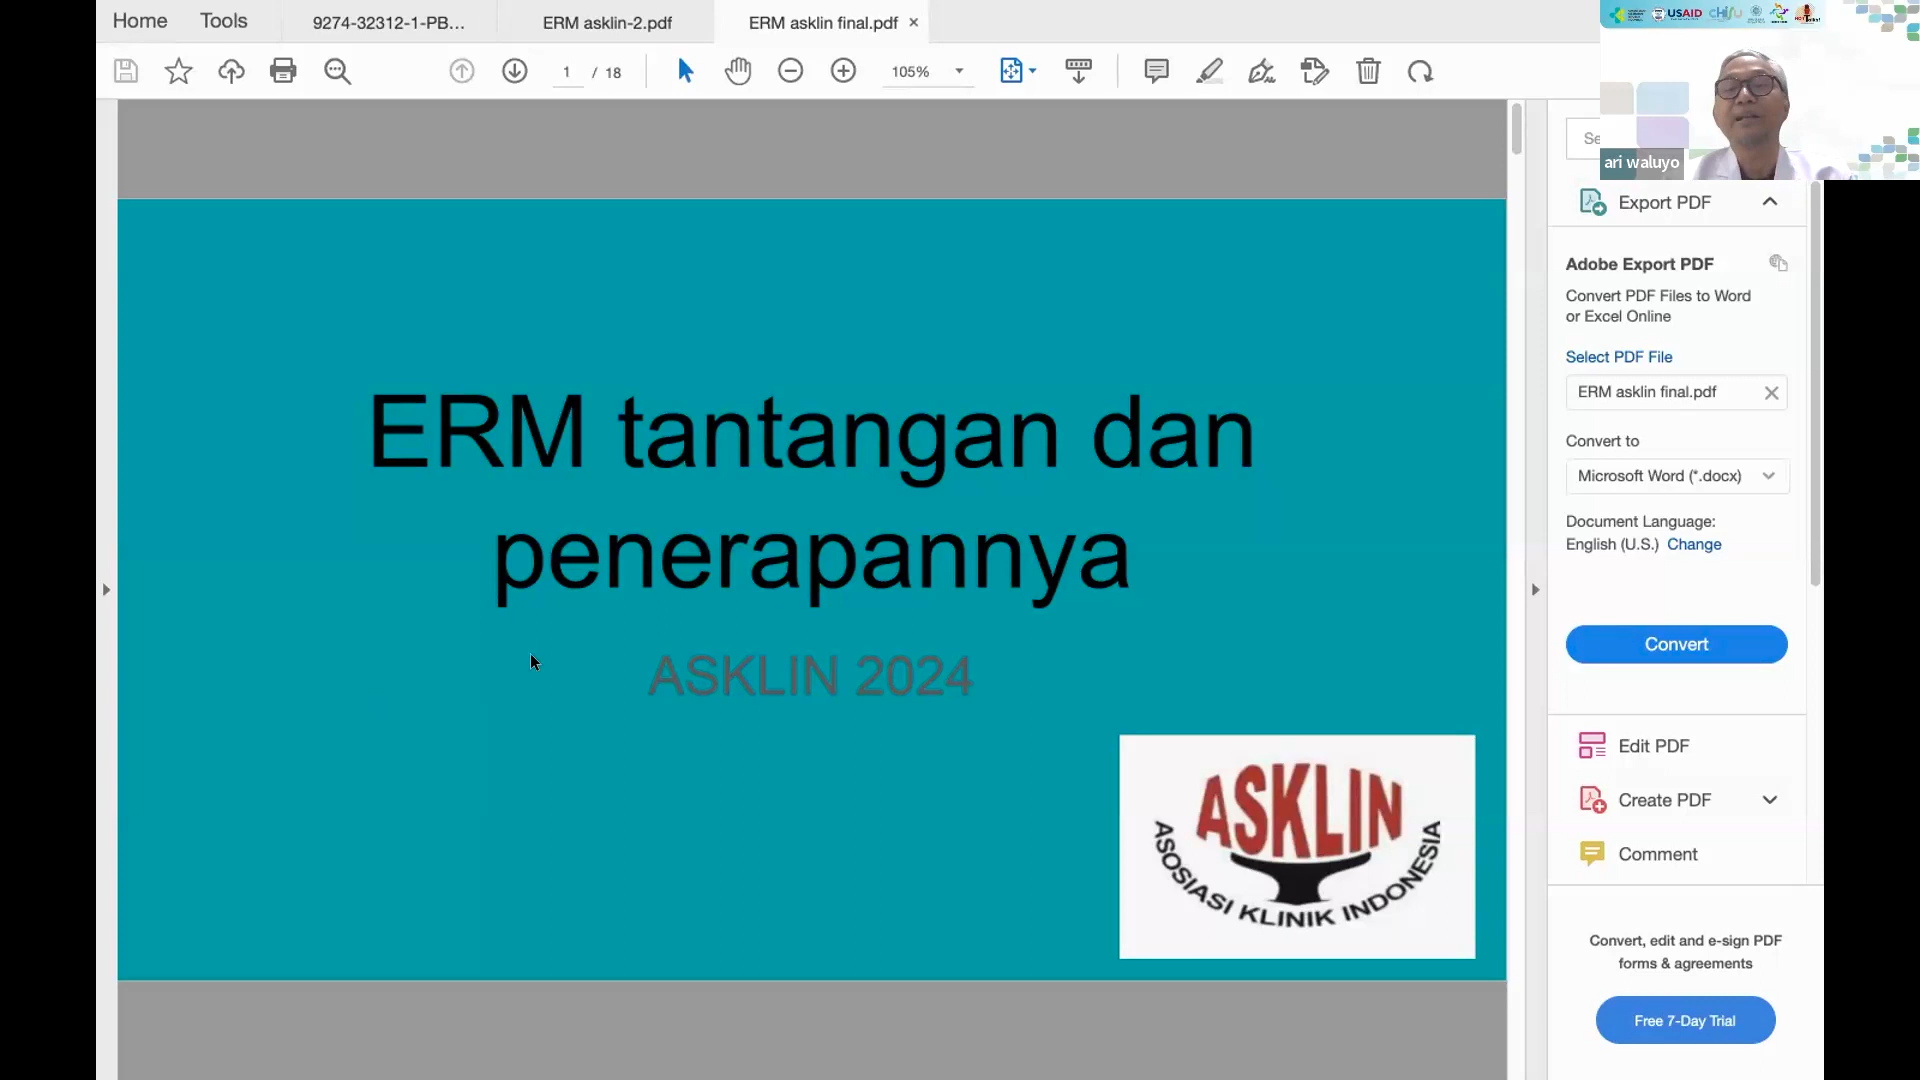 Home
Tools
9274-32312-1-PB...
ERM asklin-2.pdf
ERM asklin final.pdf
1 / 18
105%
USAID
CHISU
ari waluyo
Se
Export PDF
Adobe Export PDF
Convert PDF Files to Word
or Excel Online
Select PDF File
ERM asklin final.pdf
Convert to
Microsoft Word (*.docx)
Document Language:
English (U.S.) Change
Convert
Edit PDF
Create PDF
Comment
Convert, edit and e-sign PDF
forms & agreements
Free 7-Day Trial
ERM tantangan dan
penerapannya
ASKLIN 2024
ASKLIN
ASOSIASI KLINIK INDONESIA